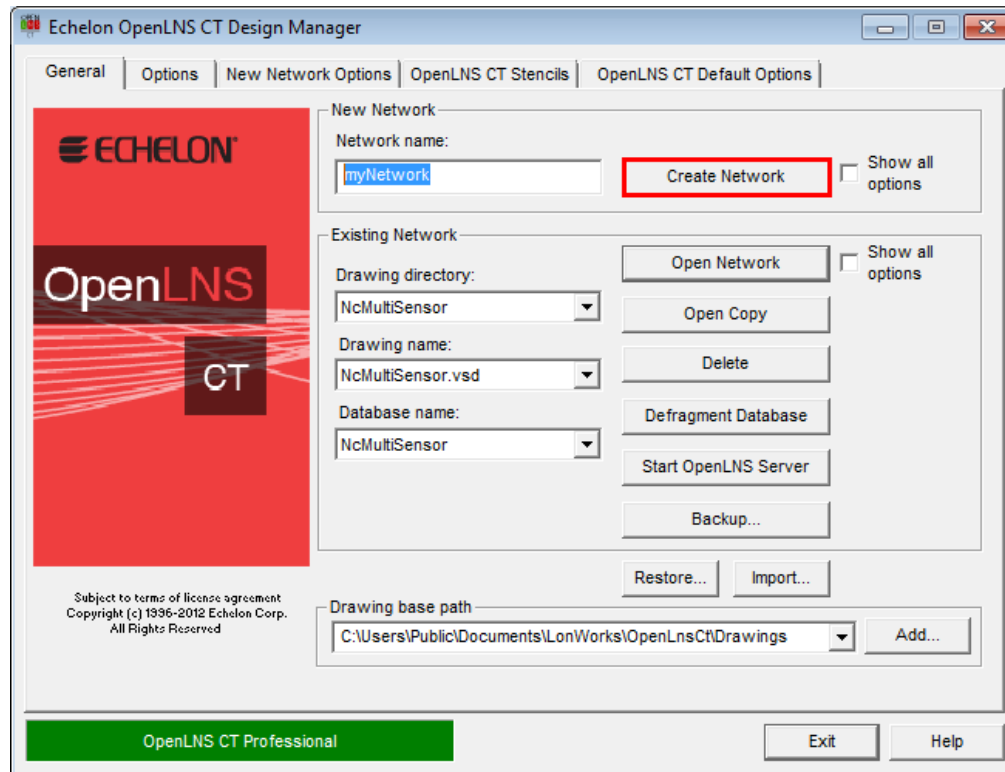 Echelon OpenLNS CT Design Manager
General
Options
New Network Options
OpenLNS CT Stencils
OpenLNS CT Default Options
ECHELON
OpenLNS
CT
Subject to terms of license agreement
Copyright (c) 1996-2012 Echelon Corp.
All Rights Reserved
New Network
Network name:
myNetwork
Create Network
Show all
options
Existing Network
Drawing directory:
NcMultiSensor
Drawing name:
NcMultiSensor.vsd
Database name:
NcMultiSensor
Open Network
Show all
options
Open Copy
Delete
Defragment Database
Start OpenLNS Server
Backup...
Restore...
Import...
Drawing base path
C:\Users\Public\Documents\LonWorks\OpenLnsCt\Drawings
Add...
OpenLNS CT Professional
Exit
Help